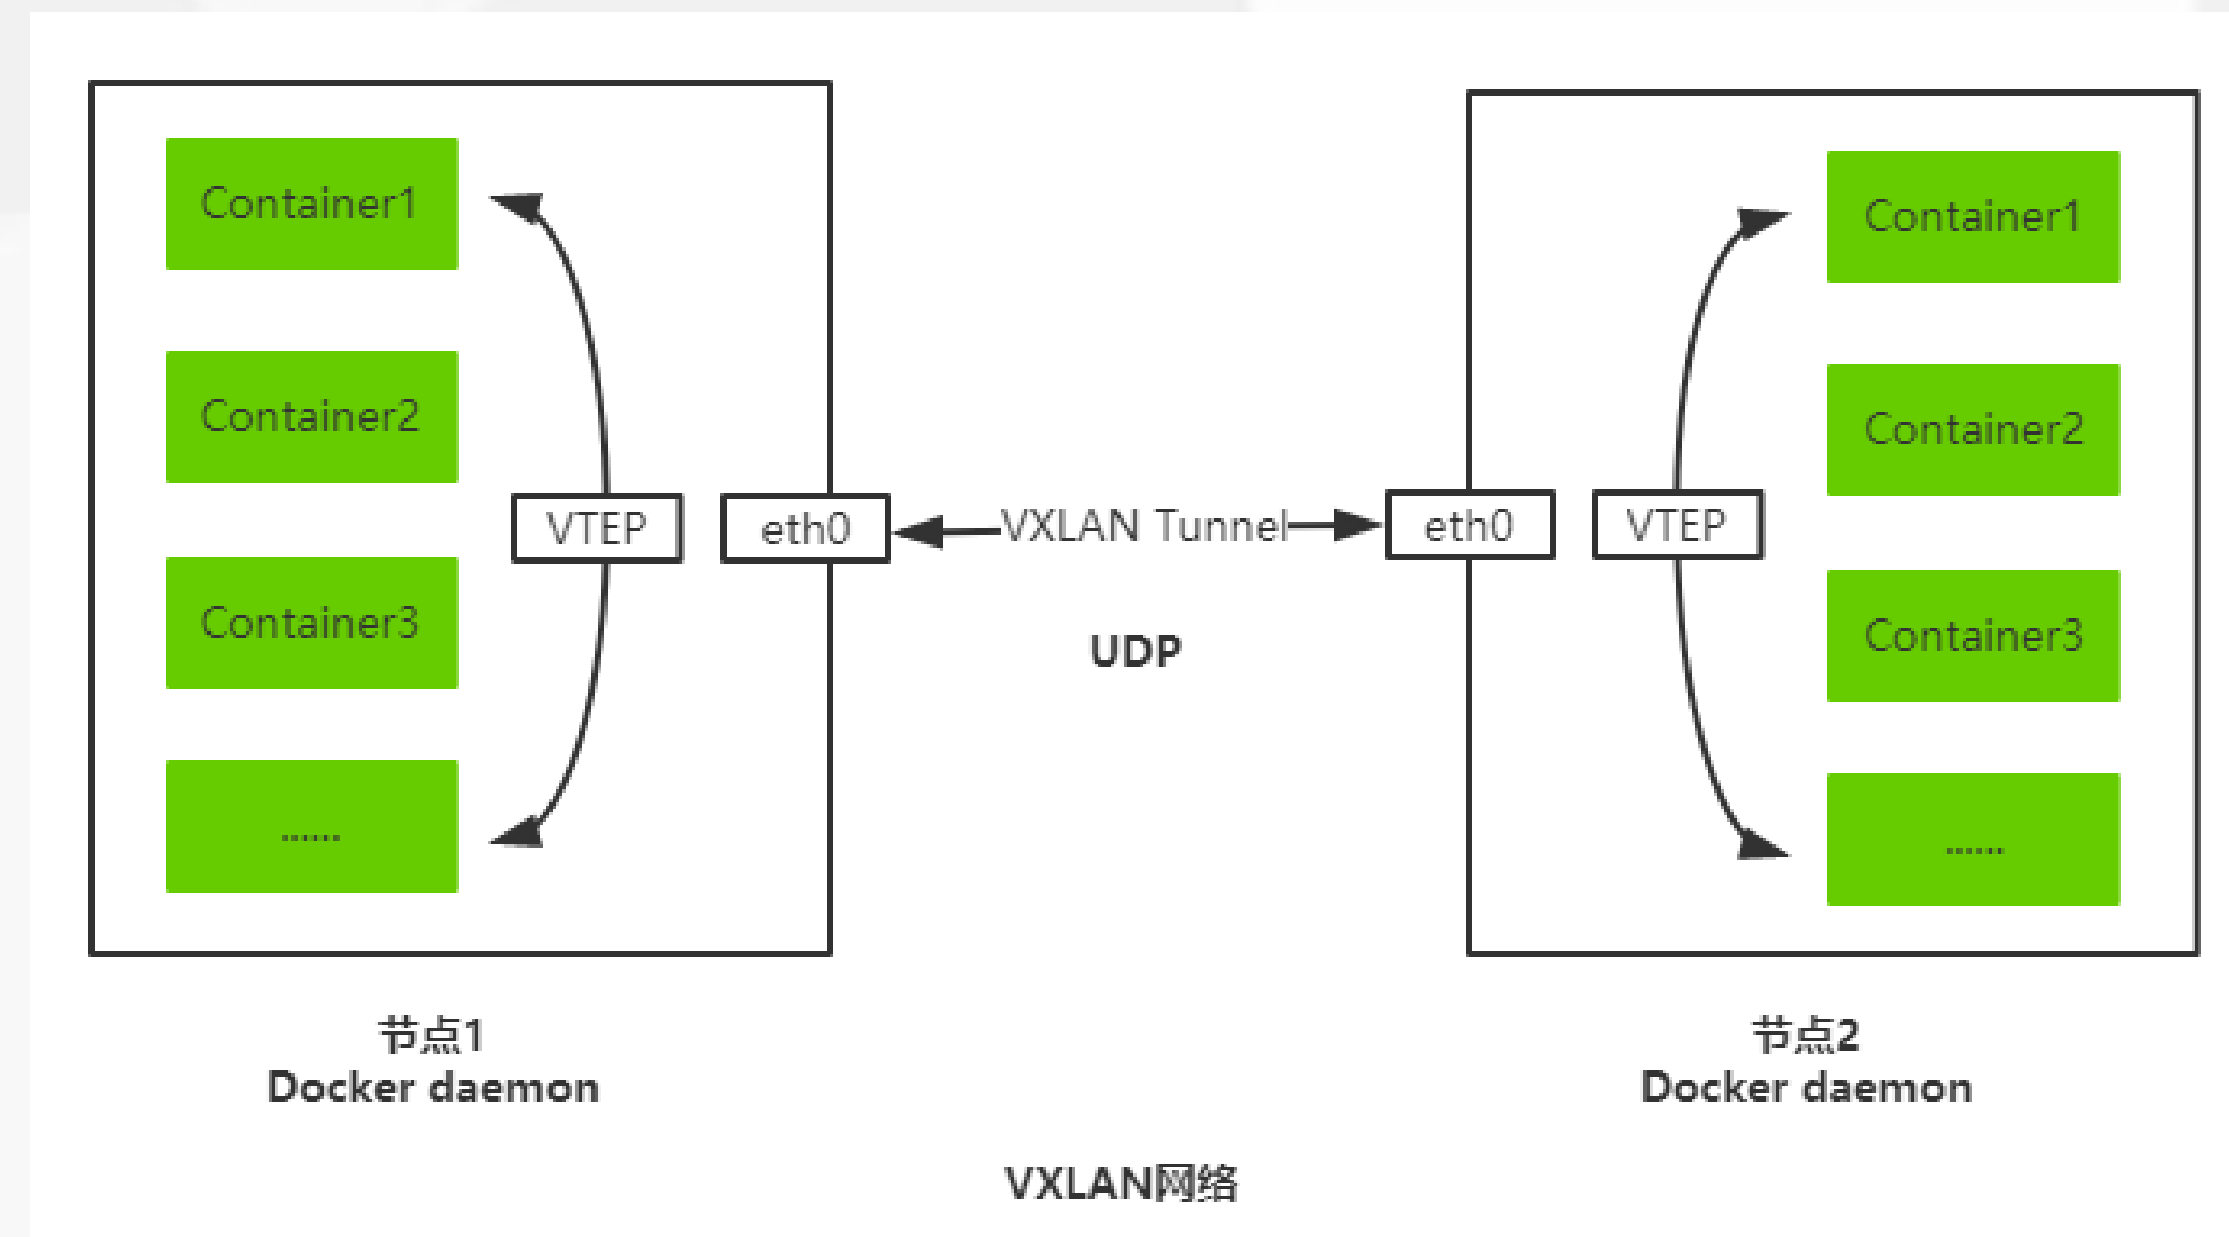 Container1
Container2
Container3
......
VTEP
eth0
VXLAN Tunnel
UDP
eth0
VTEP
Container1
Container2
Container3
......
节点1
Docker daemon
节点2
Docker daemon
VXLAN网络